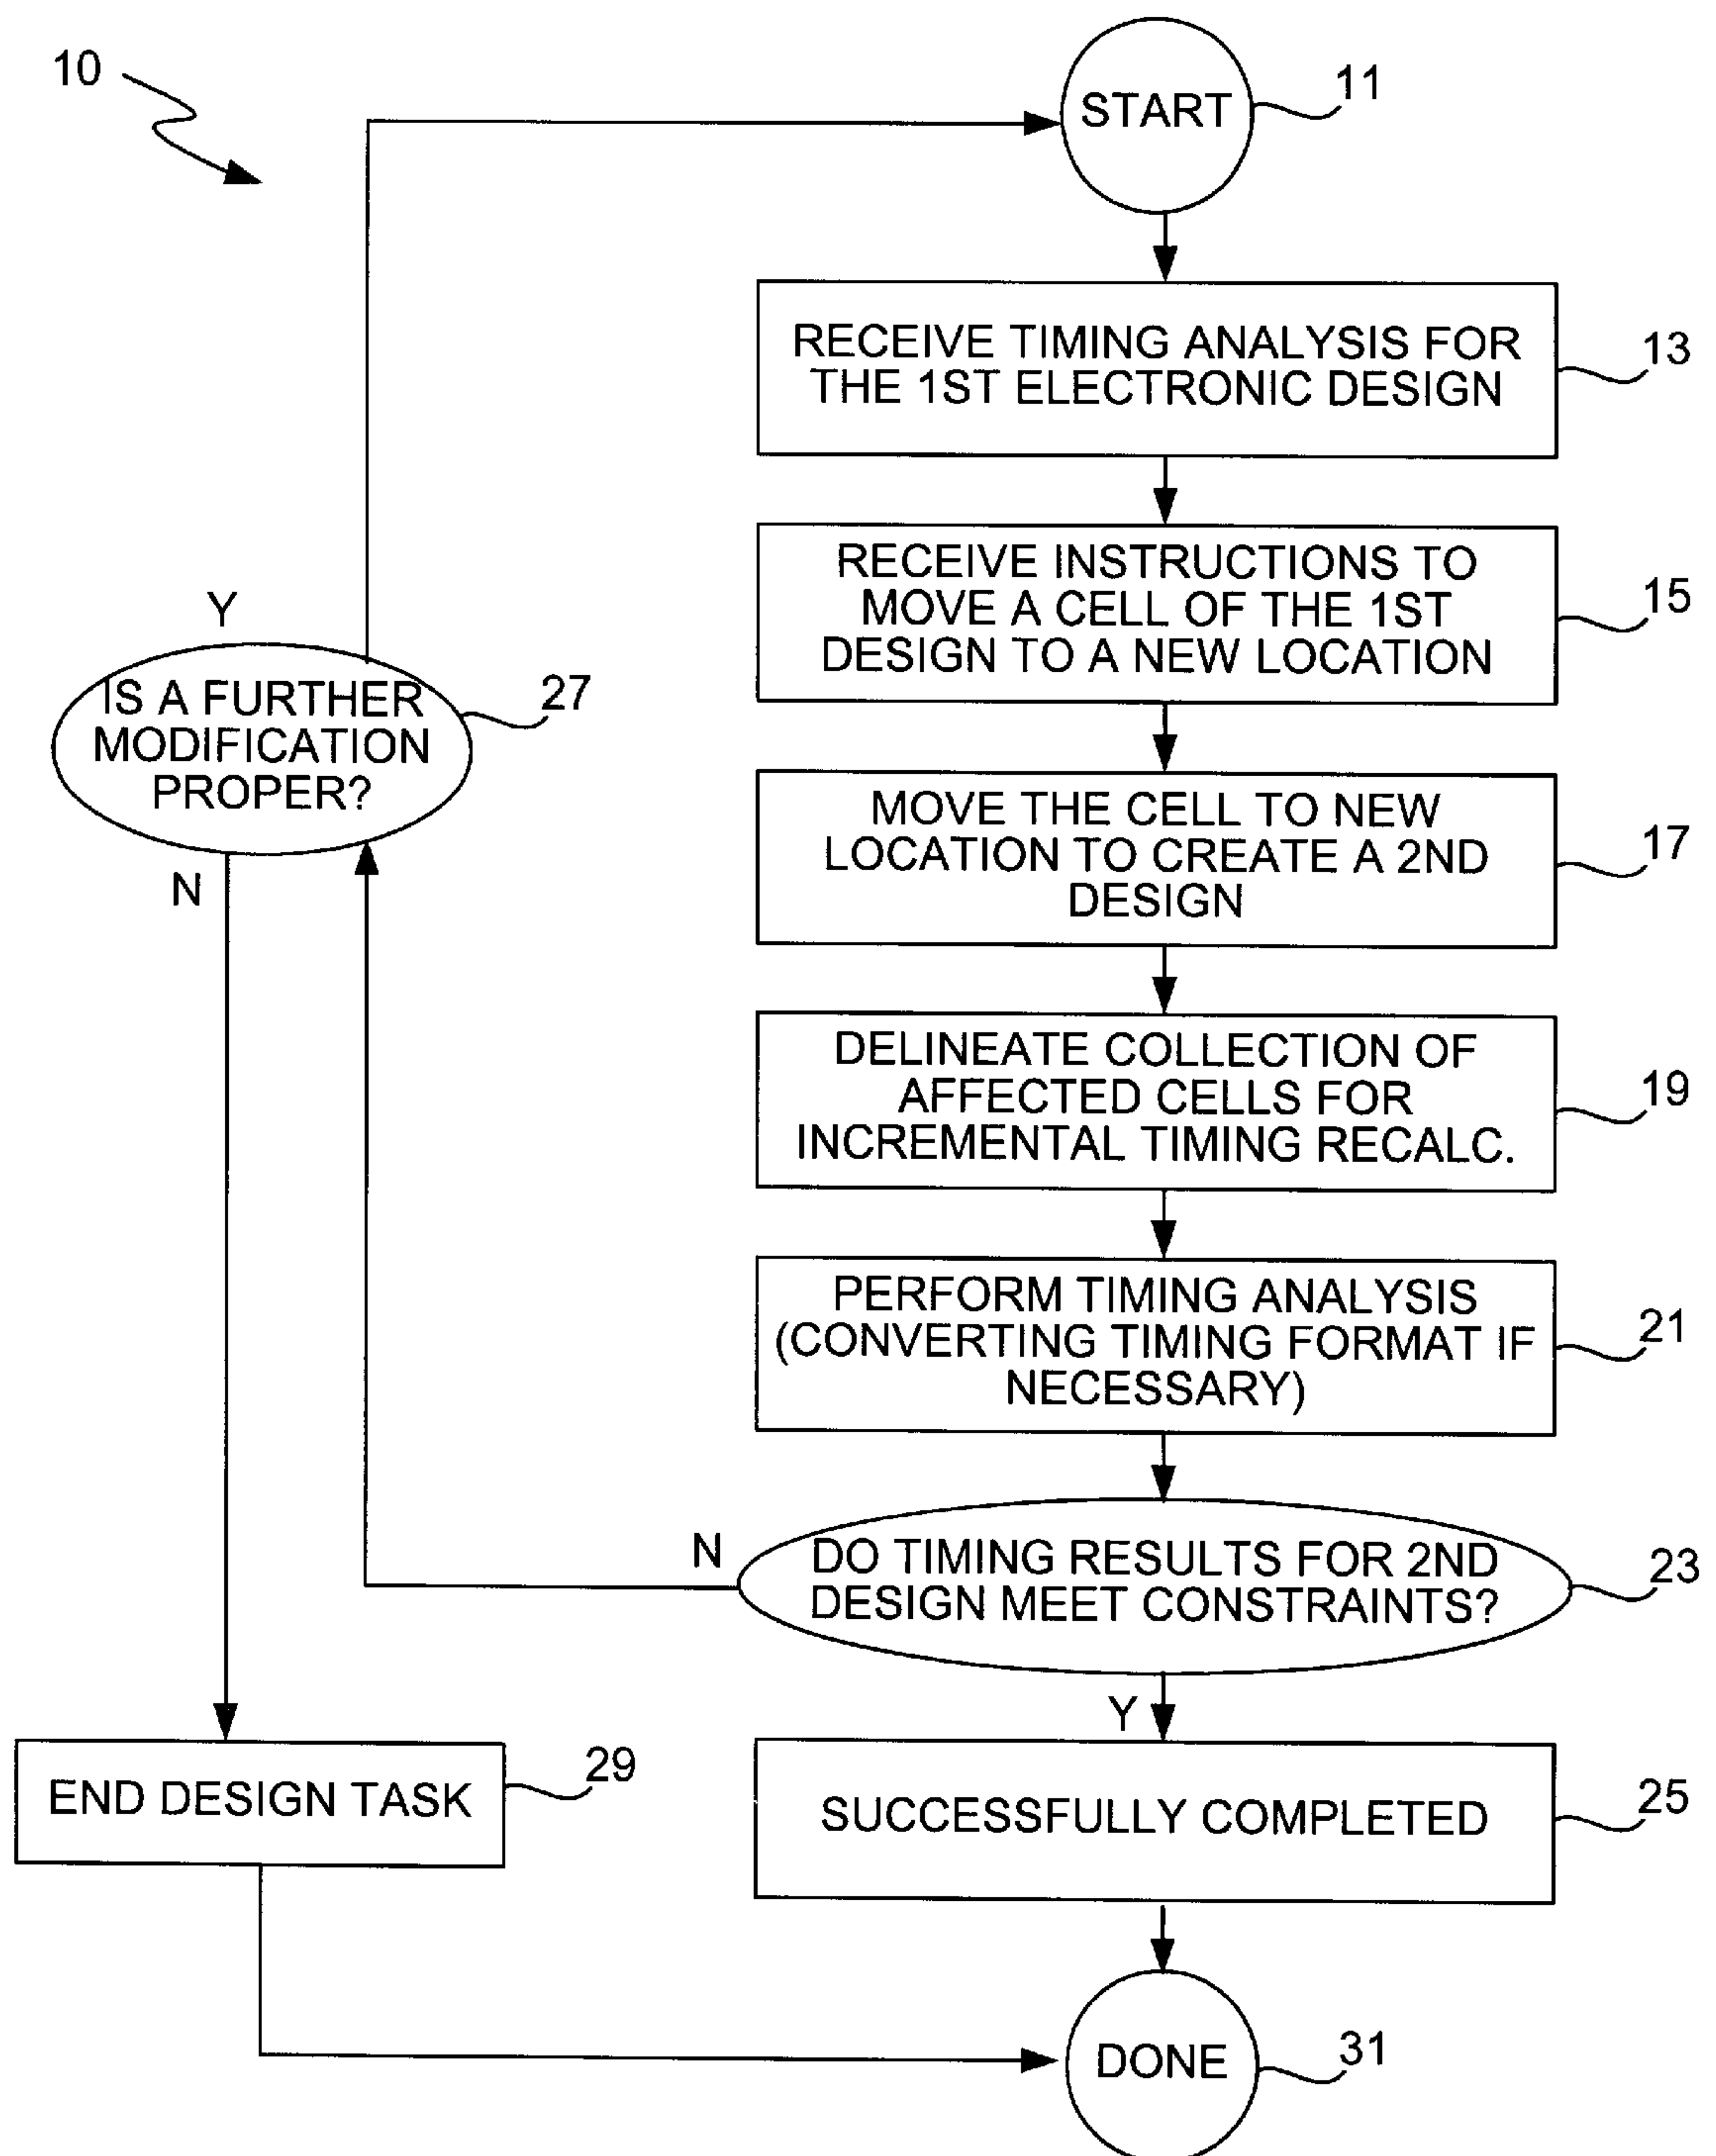 10
START
11
RECEIVE TIMING ANALYSIS FOR
THE 1ST ELECTRONIC DESIGN
13
RECEIVE INSTRUCTIONS TO
MOVE A CELL OF THE 1ST
DESIGN TO A NEW LOCATION
15
Y
IS A FURTHER
MODIFICATION
PROPER?
27
N
MOVE THE CELL TO NEW
LOCATION TO CREATE A 2ND
DESIGN
17
DELINEATE COLLECTION OF
AFFECTED CELLS FOR
INCREMENTAL TIMING RECALC.
19
PERFORM TIMING ANALYSIS
(CONVERTING TIMING FORMAT IF
NECESSARY)
21
N
DO TIMING RESULTS FOR 2ND
DESIGN MEET CONSTRAINTS?
23
Y
END DESIGN TASK
29
SUCCESSFULLY COMPLETED
25
DONE
31